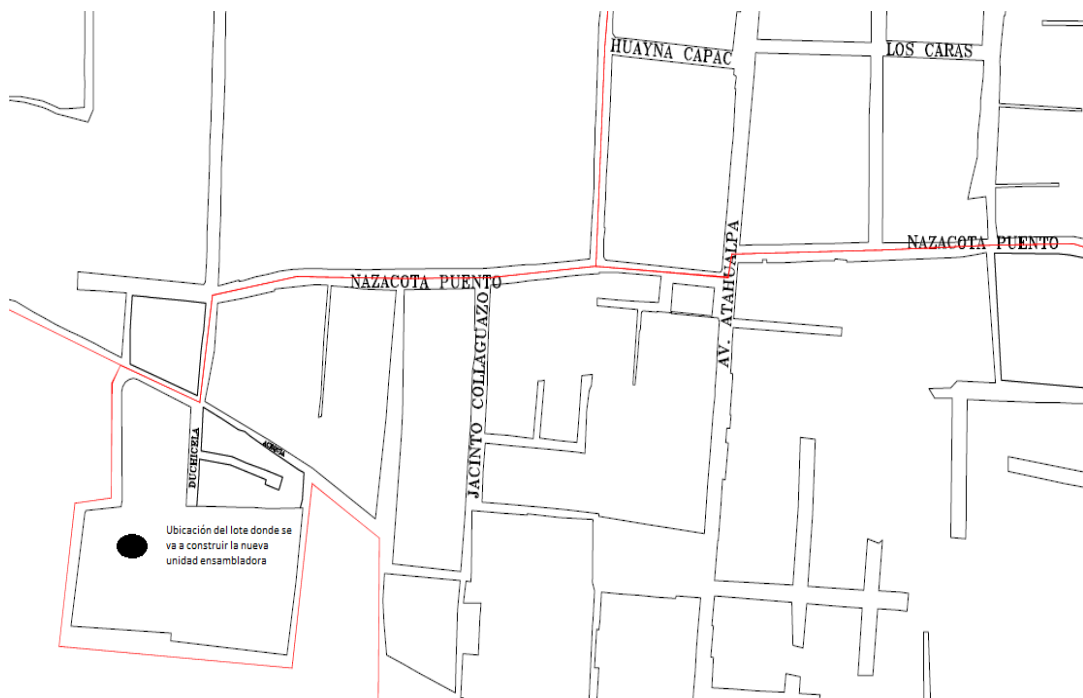 HUAYNA CAPAC
LOS CARAS
NAZACOTA PUENTO
AV. ATAHUALPA
NAZACOTA PUENTO
JACINTO COLLAGUAZO
DUCHICELA
Ubicación del lote donde se
va a construir la nueva
unidad ensambladora